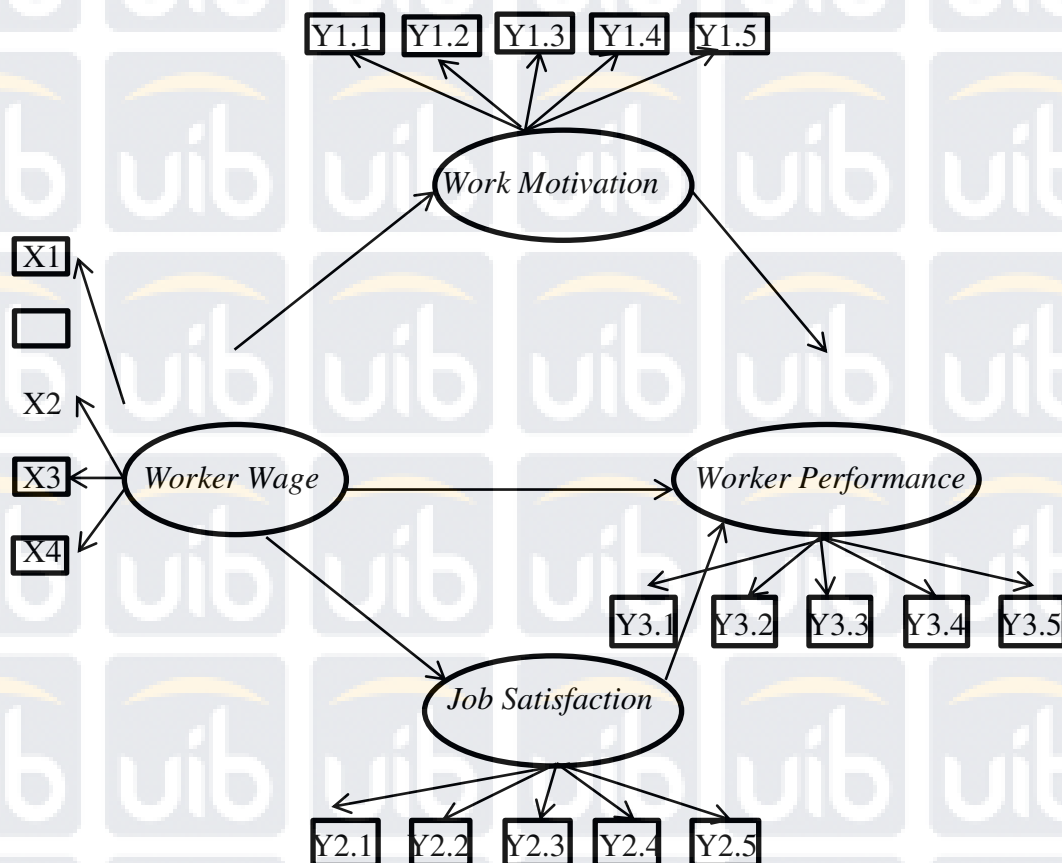 Y1.1 Y1.2 Y1.3 Y1.4 Y1.5
Work Motivation
X1
X2
X3
Worker Wage
Worker Performance
X4
Y3.1 Y3.2 Y3.3 Y3.4 Y3.5
Job Satisfaction
Y2.1 Y2.2 Y2.3 Y2.4 Y2.5
uib